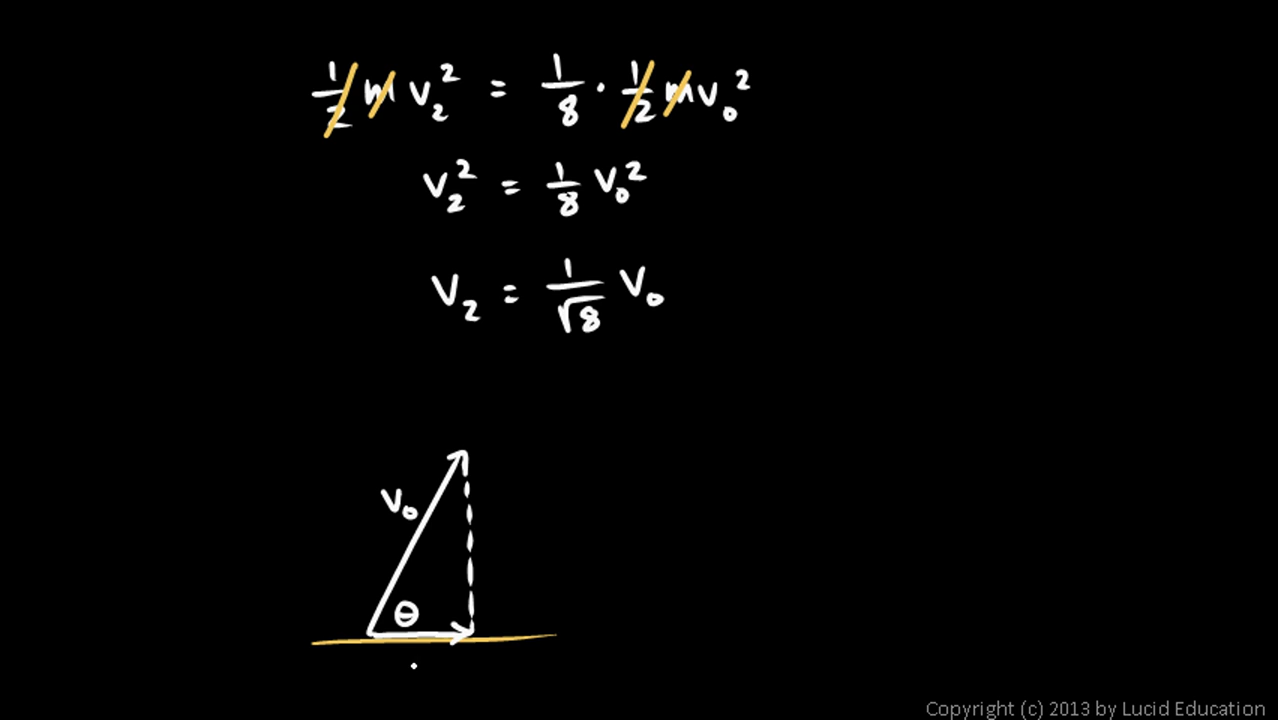 1/2 m v₂² = 1/8 · 1/2 m v₀²
v₂² = 1/8 v₀²
v₂ = 1/√8 v₀
v₀
θ
Copyright (c) 2013 by Lucid Education